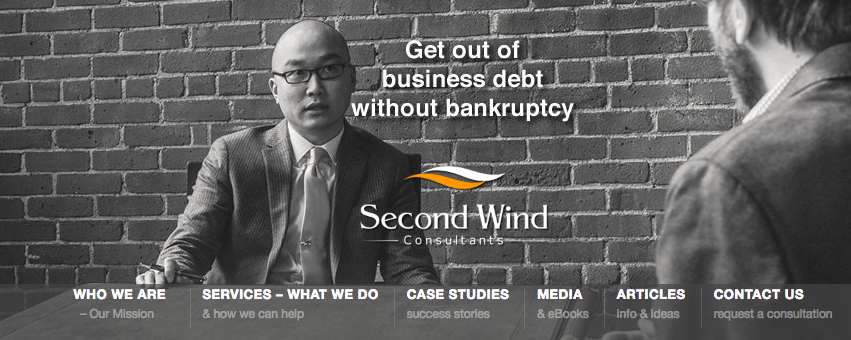 Get out of
business debt
without bankruptcy
Second Wind
Consultants
WHO WE ARE
– Our Mission
SERVICES – WHAT WE DO
& how we can help
CASE STUDIES
success stories
MEDIA
& eBooks
ARTICLES
info & ideas
CONTACT US
request a consultation